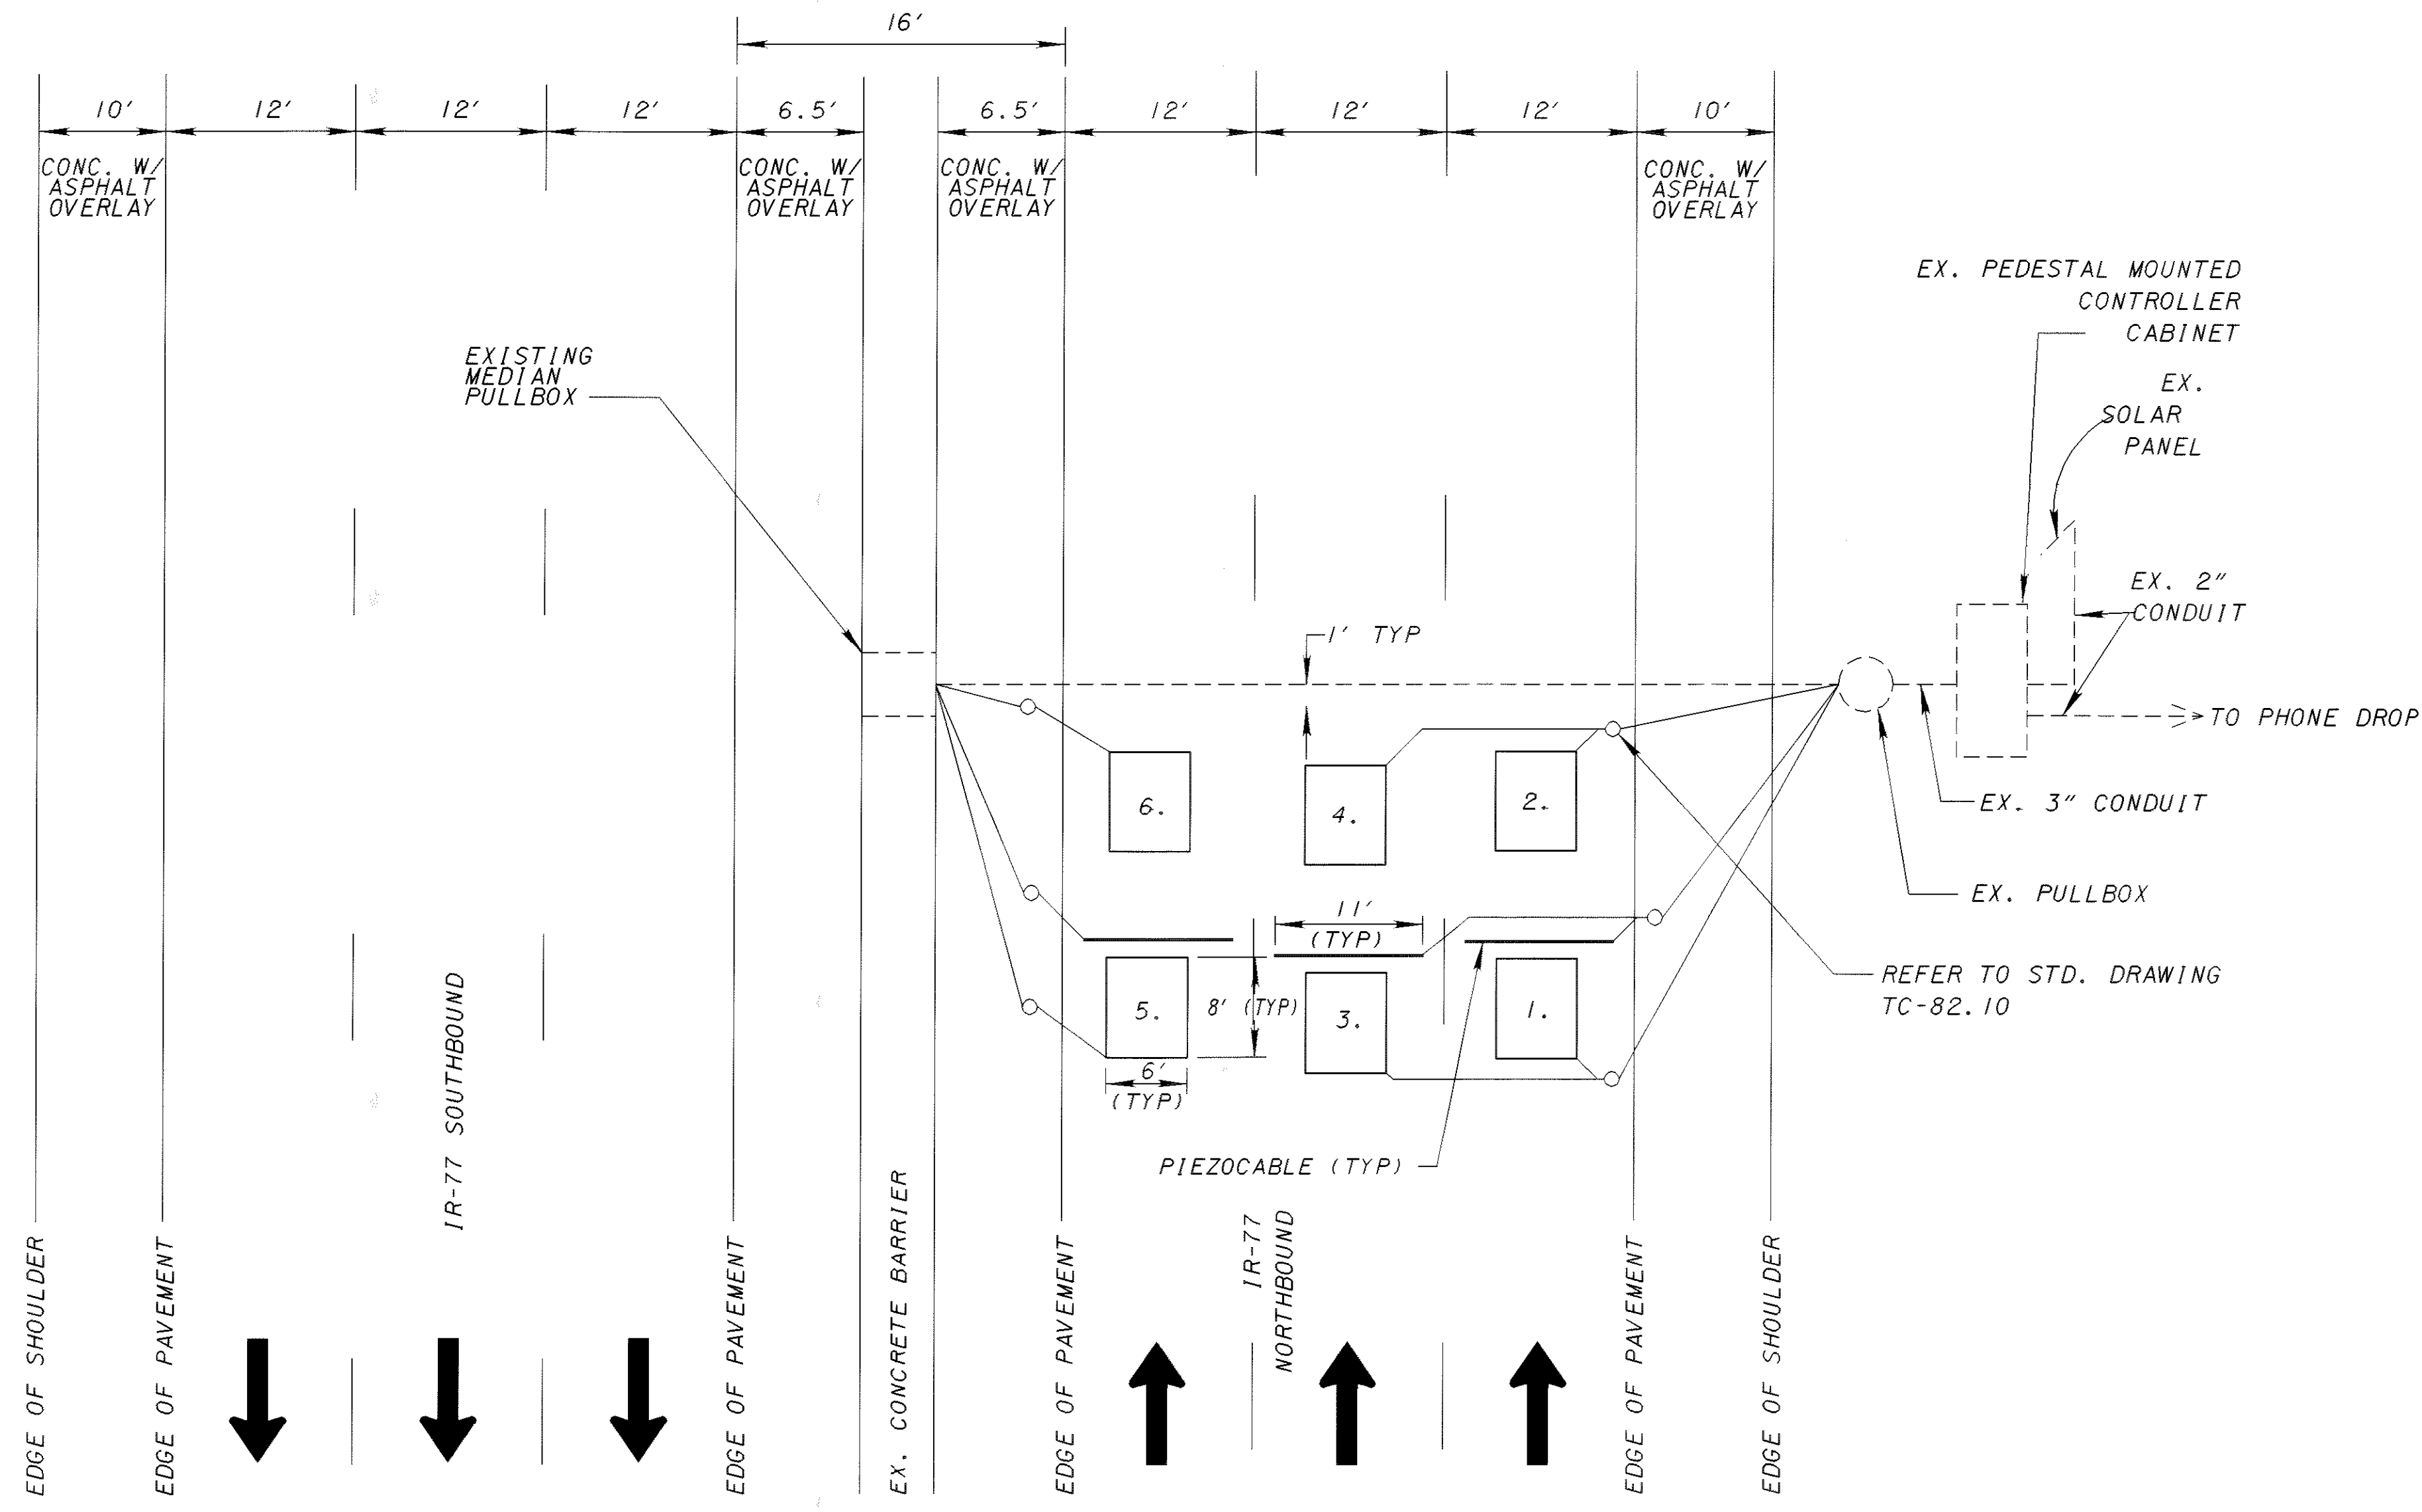 16'
10'
12'
12'
12'
6.5'
6.5'
12'
12'
12'
10'
CONC. W/
ASPHALT
OVERLAY
CONC. W/
ASPHALT
OVERLAY
CONC. W/
ASPHALT
OVERLAY
CONC. W/
ASPHALT
OVERLAY
EX. PEDESTAL MOUNTED
CONTROLLER
CABINET
EX.
SOLAR
PANEL
EXISTING
MEDIAN
PULLBOX
EX. 2"
CONDUIT
1' TYP
TO PHONE DROP
6.
4.
2.
EX. 3" CONDUIT
EX. PULLBOX
11'
(TYP)
REFER TO STD. DRAWING
TC-82.10
5.
8' (TYP)
3.
1.
6'
(TYP)
PIEZOCABLE (TYP)
IR-77 SOUTHBOUND
IR-77
NORTHBOUND
EDGE OF SHOULDER
EDGE OF PAVEMENT
EDGE OF PAVEMENT
EX. CONCRETE BARRIER
EDGE OF PAVEMENT
EDGE OF PAVEMENT
EDGE OF SHOULDER